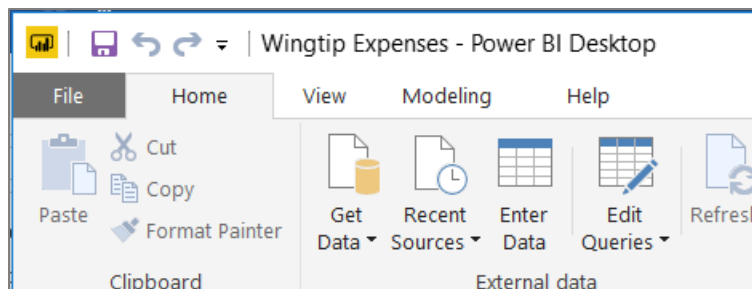 Wingtip Expenses - Power BI Desktop
File Home View Modeling Help
Cut
Copy
Format Painter
Paste
Get Data
Recent Sources
Enter Data
Edit Queries
Refresh
Clipboard
External data